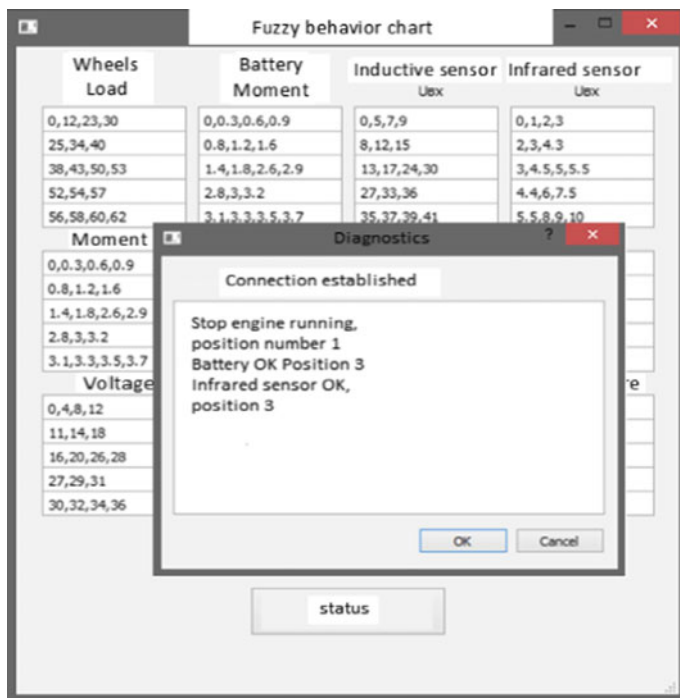 Fuzzy behavior chart
Wheels Load
Battery Moment
Inductive sensor
Uвх
Infrared sensor
Uвх
0,12,23,30
25,34,40
38,43,50,53
52,54,57
56,58,60,62
0,0.3,0.6,0.9
0.8,1.2,1.6
1.4,1.8,2.6,2.9
2.8,3,3.2
3.1,3.3,3.5,3.7
0,5,7,9
8,12,15
13,17,24,30
27,33,36
35,37,39,41
0,1,2,3
2,3,4.3
3,4.5,5,5.5
4.4,6,7.5
5.5,8,9,10
Moment
0,0.3,0.6,0.9
0.8,1.2,1.6
1.4,1.8,2.6,2.9
2.8,3,3.2
3.1,3.3,3.5,3.7
Voltage
0,4,8,12
11,14,18
16,20,26,28
27,29,31
30,32,34,36
re
Diagnostics
?
Connection established
Stop engine running,
position number 1
Battery OK Position 3
Infrared sensor OK,
position 3
OK
Cancel
status